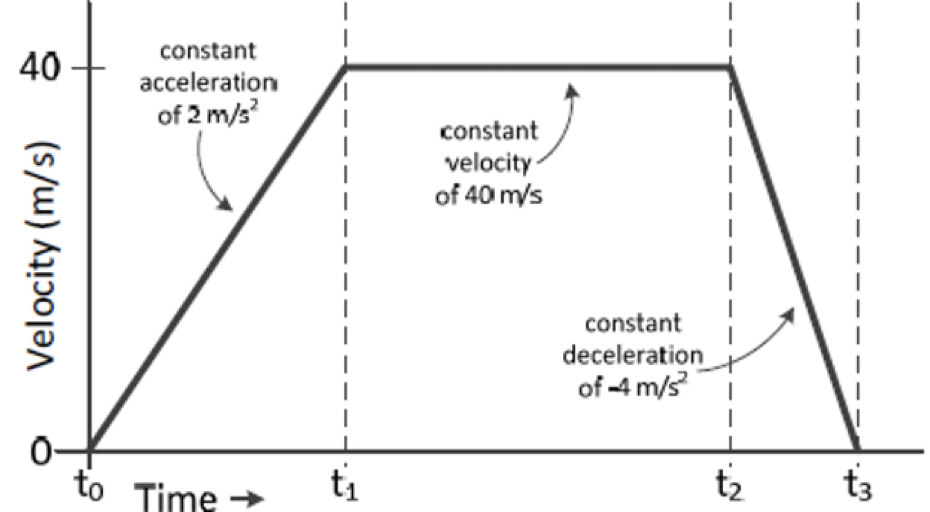 constant
acceleration
of 2 m/s²
40
constant
velocity
of 40 m/s
Velocity (m/s)
constant
deceleration
of -4 m/s²
0
t₀
Time →
t₁
t₂
t₃